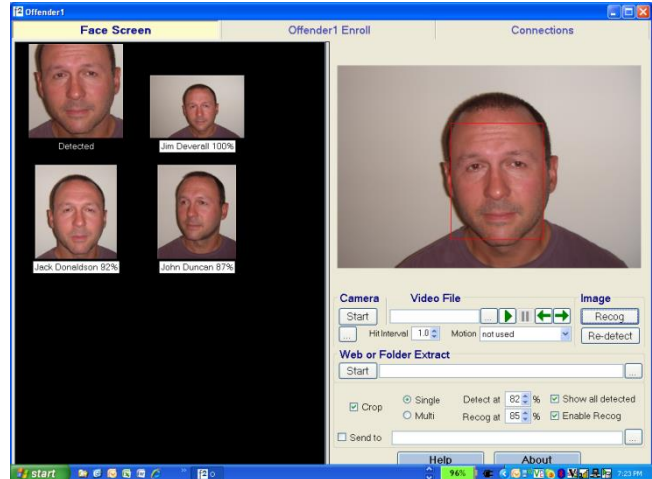 Offender1
Face Screen Offender1 Enroll Connections
Detected
Jim Deverall 100%
Jack Donaldson 92% John Duncan 87%
Camera Video File Image
Start ... Recog
... Hit Interval 1.0 Motion not used Re-detect
Web or Folder Extract
Start ...
Crop Single Detect at 82 % Show all detected
Multi Recog at 85 % Enable Recog
Send to ...
Help About
start 96% 7:23 PM